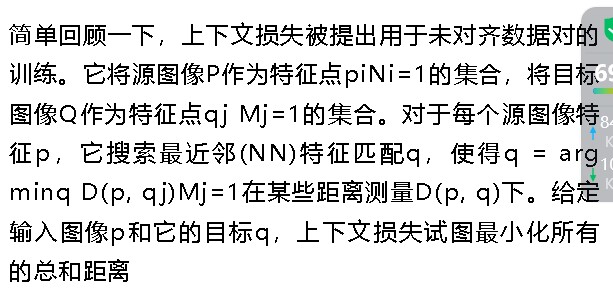 简单回顾一下，上下文损失被提出用于未对齐数据对的
训练。它将源图像P作为特征点piNi=1的集合，将目标
图像Q作为特征点qj Mj=1的集合。对于每个源图像特
征p，它搜索最近邻(NN)特征匹配q，使得q = arg
minq D(p, qj)Mj=1在某些距离测量D(p, q)下。给定
输入图像p和它的目标q，上下文损失试图最小化所有
的总和距离